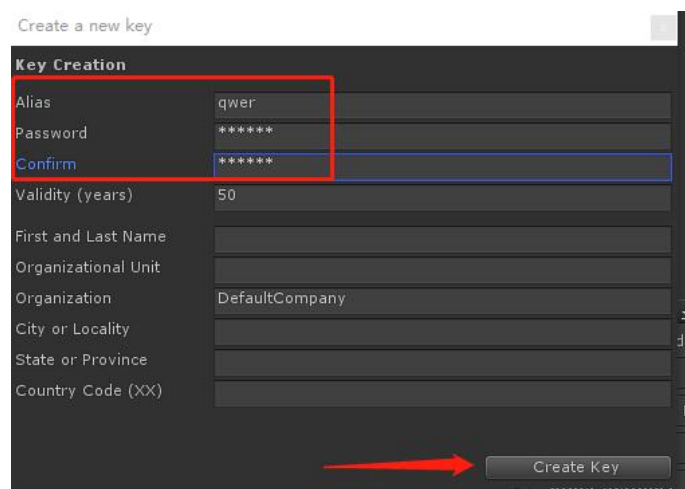 Create a new key
Key Creation
Alias qwer
Password ******
Confirm ******
Validity (years) 50
First and Last Name
Organizational Unit
Organization DefaultCompany
City or Locality
State or Province
Country Code (XX)
Create Key